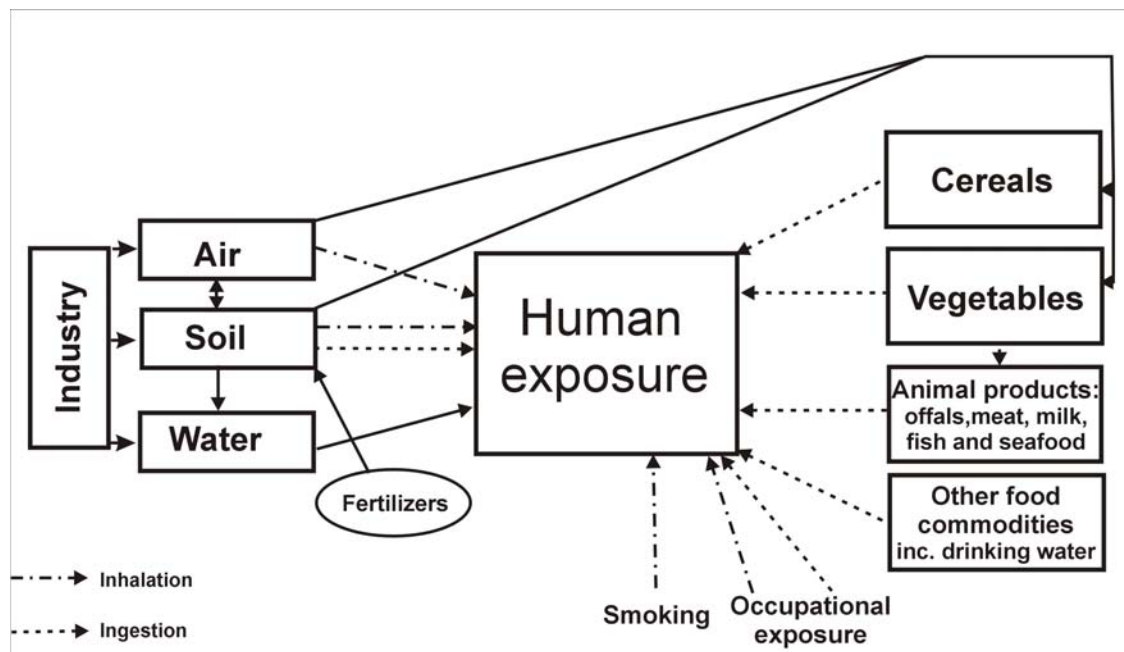 Industry
Air
Soil
Water
Fertilizers
Human
exposure
Cereals
Vegetables
Animal products:
offals,meat, milk,
fish and seafood
Other food
commodities
inc. drinking water
Smoking
Occupational
exposure
Inhalation
Ingestion